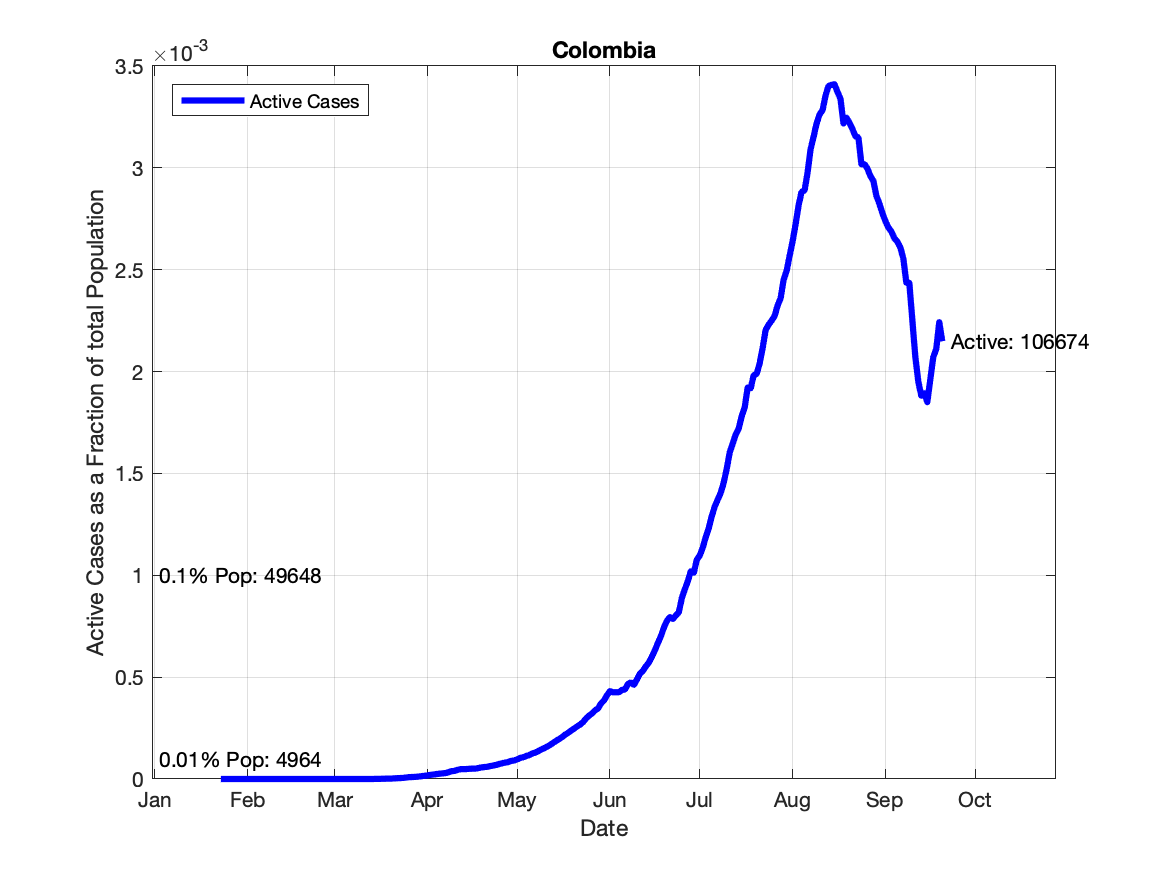 Colombia
×10-3
Active Cases
3.5
3
2.5
2
1.5
1
0.5
0
Active Cases as a Fraction of total Population
Active: 106674
0.1% Pop: 49648
0.01% Pop: 4964
Jan Feb Mar Apr May Jun Jul Aug Sep Oct
Date